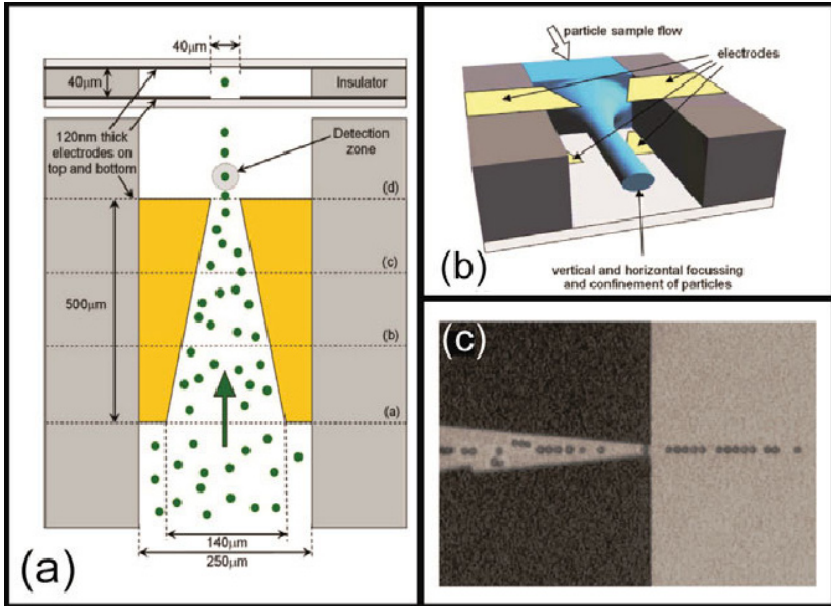 40μm
40μm
Insulator
120nm thick
electrodes on
top and bottom
Detection
zone
(d)
(c)
500μm
(b)
(a)
140μm
250μm
(a)
particle sample flow
electrodes
(b)
vertical and horizontal focussing
and confinement of particles
(c)